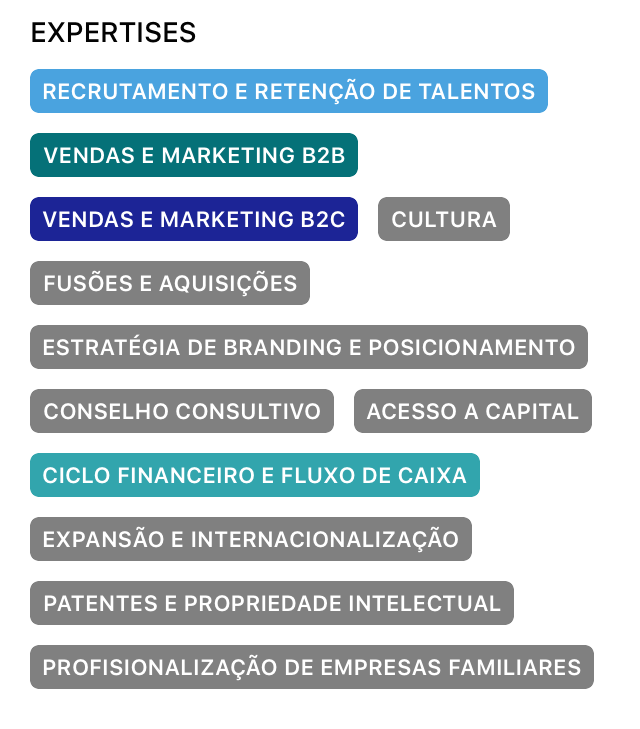 EXPERTISES
RECRUTAMENTO E RETENÇÃO DE TALENTOS
VENDAS E MARKETING B2B
VENDAS E MARKETING B2C CULTURA
FUSÕES E AQUISIÇÕES
ESTRATÉGIA DE BRANDING E POSICIONAMENTO
CONSELHO CONSULTIVO ACESSO A CAPITAL
CICLO FINANCEIRO E FLUXO DE CAIXA
EXPANSÃO E INTERNACIONALIZAÇÃO
PATENTES E PROPRIEDADE INTELECTUAL
PROFISIONALIZAÇÃO DE EMPRESAS FAMILIARES